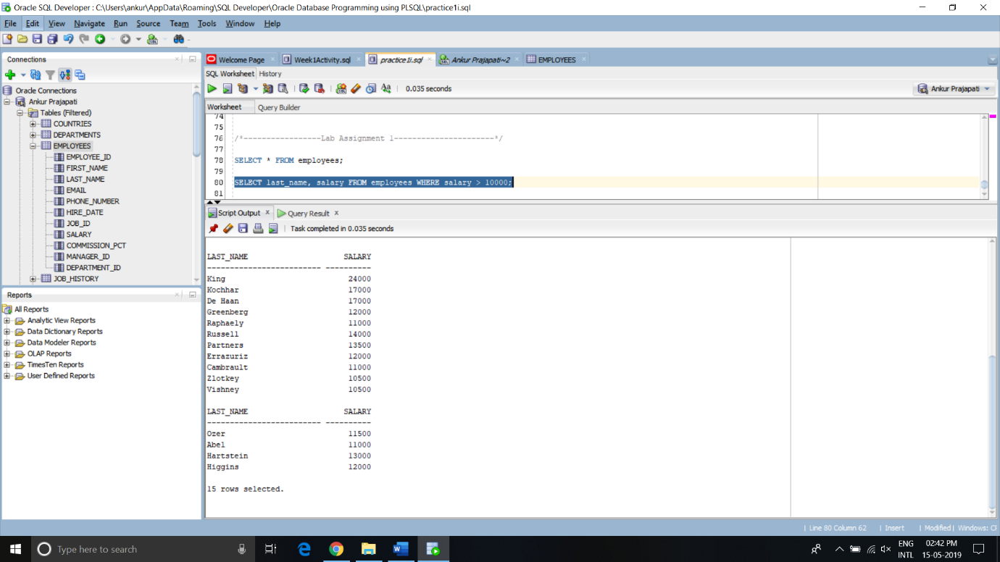 Oracle SQL Developer : C:\Users\ankur\AppData\Roaming\SQL Developer\Oracle Database Programming using PLSQL\practice1i.sql
File Edit View Navigate Run Source Team Tools Window Help
Connections
Oracle Connections
Ankur Prajapati
Tables (Filtered)
COUNTRIES
DEPARTMENTS
EMPLOYEES
EMPLOYEE_ID
FIRST_NAME
LAST_NAME
EMAIL
PHONE_NUMBER
HIRE_DATE
JOB_ID
SALARY
COMMISSION_PCT
MANAGER_ID
DEPARTMENT_ID
JOB_HISTORY
Reports
All Reports
Analytic View Reports
Data Dictionary Reports
Data Modeler Reports
OLAP Reports
TimesTen Reports
User Defined Reports
Welcome Page Week1Activity.sql practice1i.sql Ankur Prajapati~2 EMPLOYEES
SQL Worksheet History
0.035 seconds
Ankur Prajapati
Worksheet Query Builder
74
75
76 /*-----------------Lab Assignment 1----------------------*/
77
78 SELECT * FROM employees;
79
80 SELECT last_name, salary FROM employees WHERE salary > 10000;
81
Script Output x Query Result x
Task completed in 0.035 seconds
LAST_NAME SALARY
------------------------- ----------
King 24000
Kochhar 17000
De Haan 17000
Greenberg 12000
Raphaely 11000
Russell 14000
Partners 13500
Errazuriz 12000
Cambrault 11000
Zlotkey 10500
Vishney 10500
LAST_NAME SALARY
------------------------- ----------
Ozer 11500
Abel 11000
Hartstein 13000
Higgins 12000
15 rows selected.
Line 80 Column 62 | Insert | Modified | Windows: CF
Type here to search
ENG
INTL
02:42 PM
15-05-2019